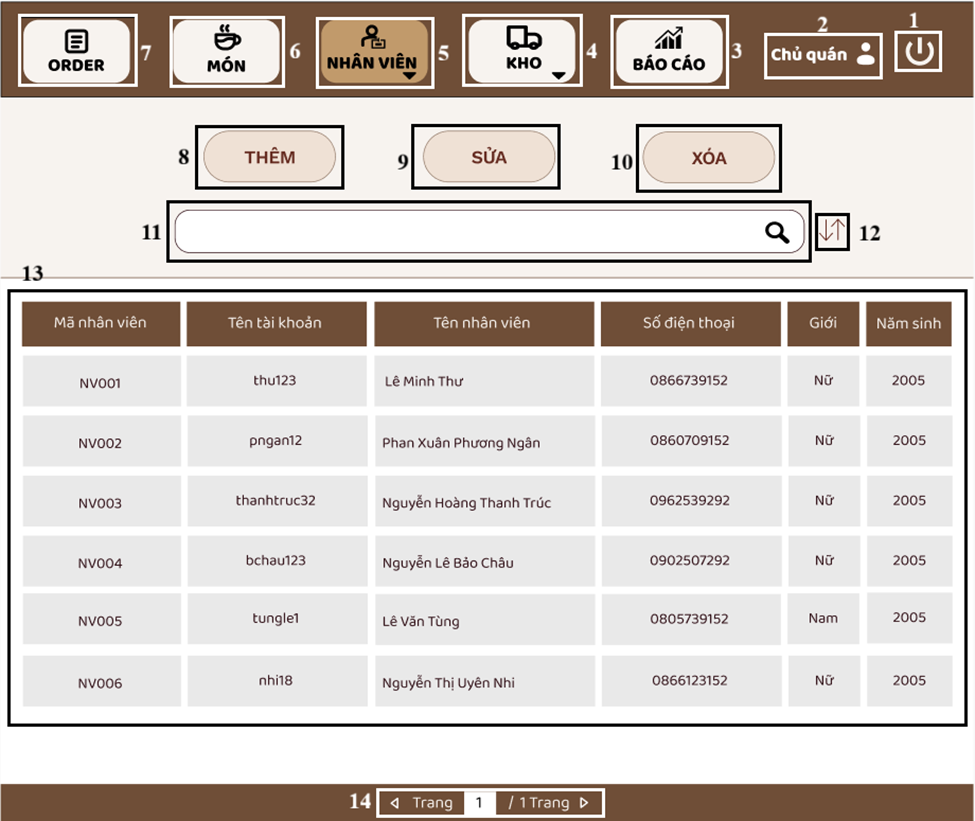 ORDER 7 MÓN 6 NHÂN VIÊN 5 KHO 4 BÁO CÁO 3 Chủ quán 2 1
8 THÊM 9 SỬA 10 XÓA
11 12
13
Mã nhân viên Tên tài khoản Tên nhân viên Số điện thoại Giới Năm sinh
NV001 thu123 Lê Minh Thư 0866739152 Nữ 2005
NV002 pngan12 Phan Xuân Phương Ngân 0860709152 Nữ 2005
NV003 thanhtruc32 Nguyễn Hoàng Thanh Trúc 0962539292 Nữ 2005
NV004 bchau123 Nguyễn Lê Bảo Châu 0902507292 Nữ 2005
NV005 tungle1 Lê Văn Tùng 0805739152 Nam 2005
NV006 nhi18 Nguyễn Thị Uyên Nhi 0866123152 Nữ 2005
14 Trang 1 / 1 Trang